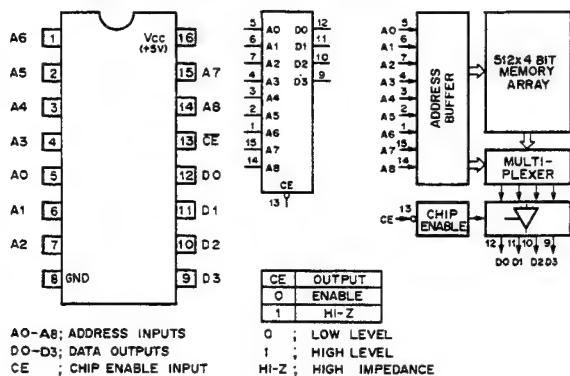 A6 1 VCC (+5V) 16
A5 2 15 A7
A4 3 14 A8
A3 4 13 C̅E̅
A0 5 12 D0
A1 6 11 D1
A2 7 10 D2
8 GND 9 D3
5 A0 D0 12
6 A1 D1 11
7 A2 D2 10
4 A3 D3 9
3 A4
2 A5
1 A6
15 A7
14 A8
CE
13
A0 5
A1 6
A2 7
A3 4
A4 3
A5 2
A6 1
A7 15
A8 14
ADDRESS BUFFER
512x4 BIT
MEMORY
ARRAY
MULTI-
PLEXER
CE 13 CHIP ENABLE
12 11 10 9
D0 D1 D2 D3
CE OUTPUT
0 ENABLE
1 HI-Z
A0-A8; ADDRESS INPUTS
D0-D3; DATA OUTPUTS
CE ; CHIP ENABLE INPUT
0 ; LOW LEVEL
1 ; HIGH LEVEL
HI-Z ; HIGH IMPEDANCE